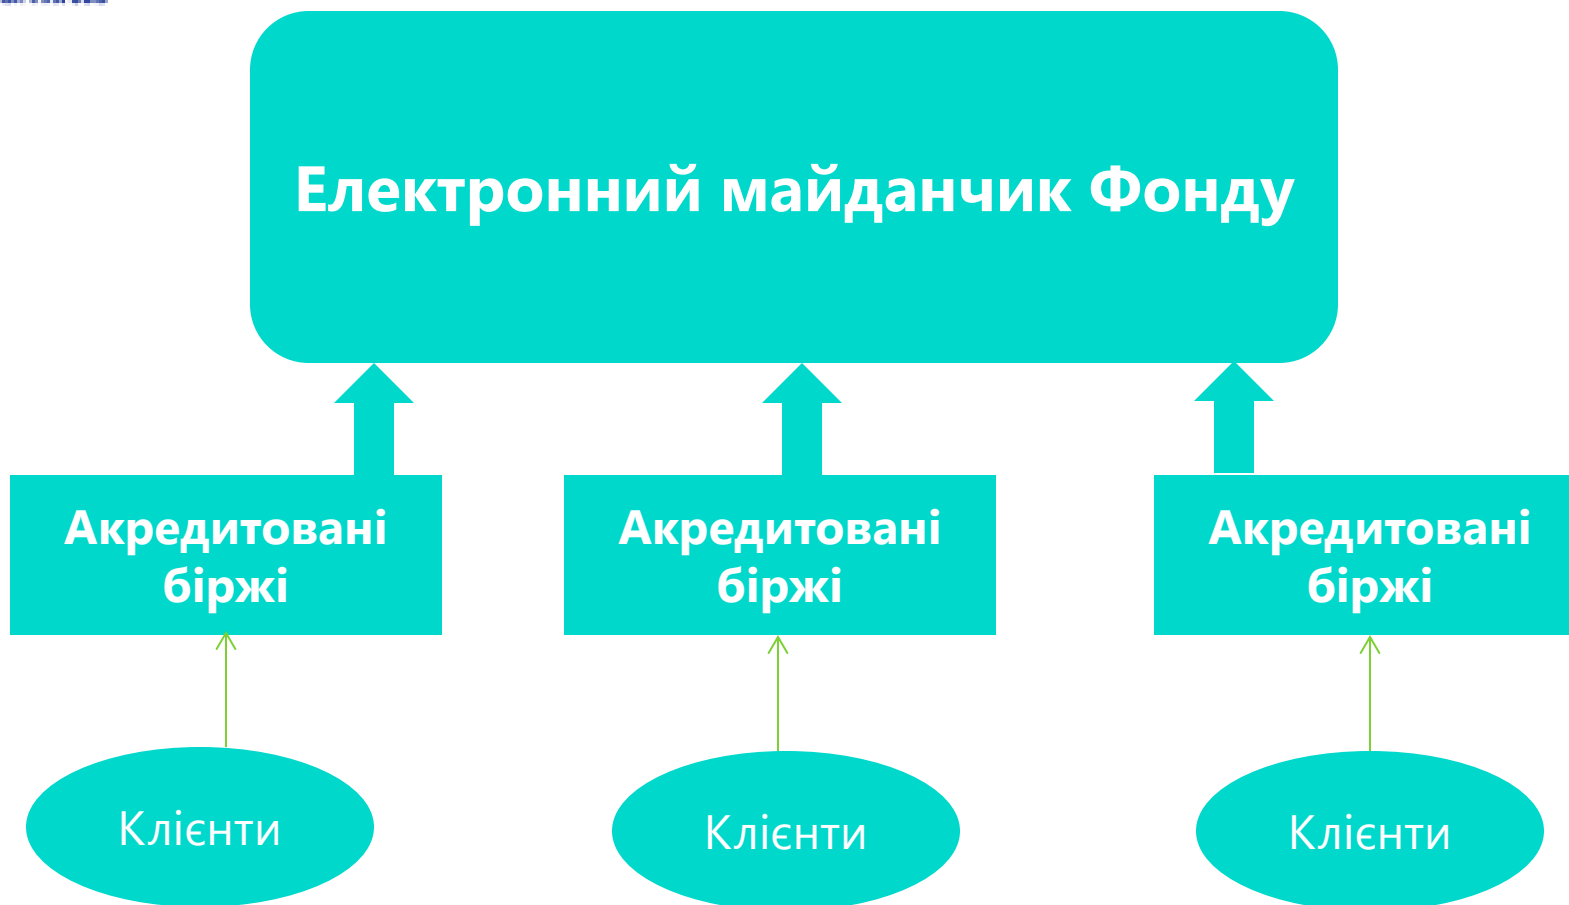 Електронний майданчик Фонду
Акредитовані
біржі
Акредитовані
біржі
Акредитовані
біржі
Клієнти
Клієнти
Клієнти